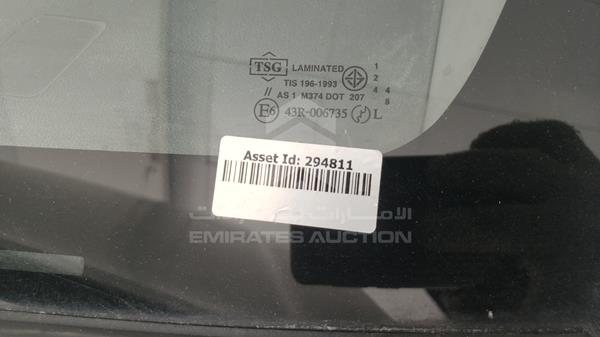 TSG LAMINATED
TIS 196-1993
// AS 1 M374 DOT 207
E6 43R-006735 L
1
2
4 4
8
Asset Id: 294811
الامارات للمزادات
EMIRATES AUCTION